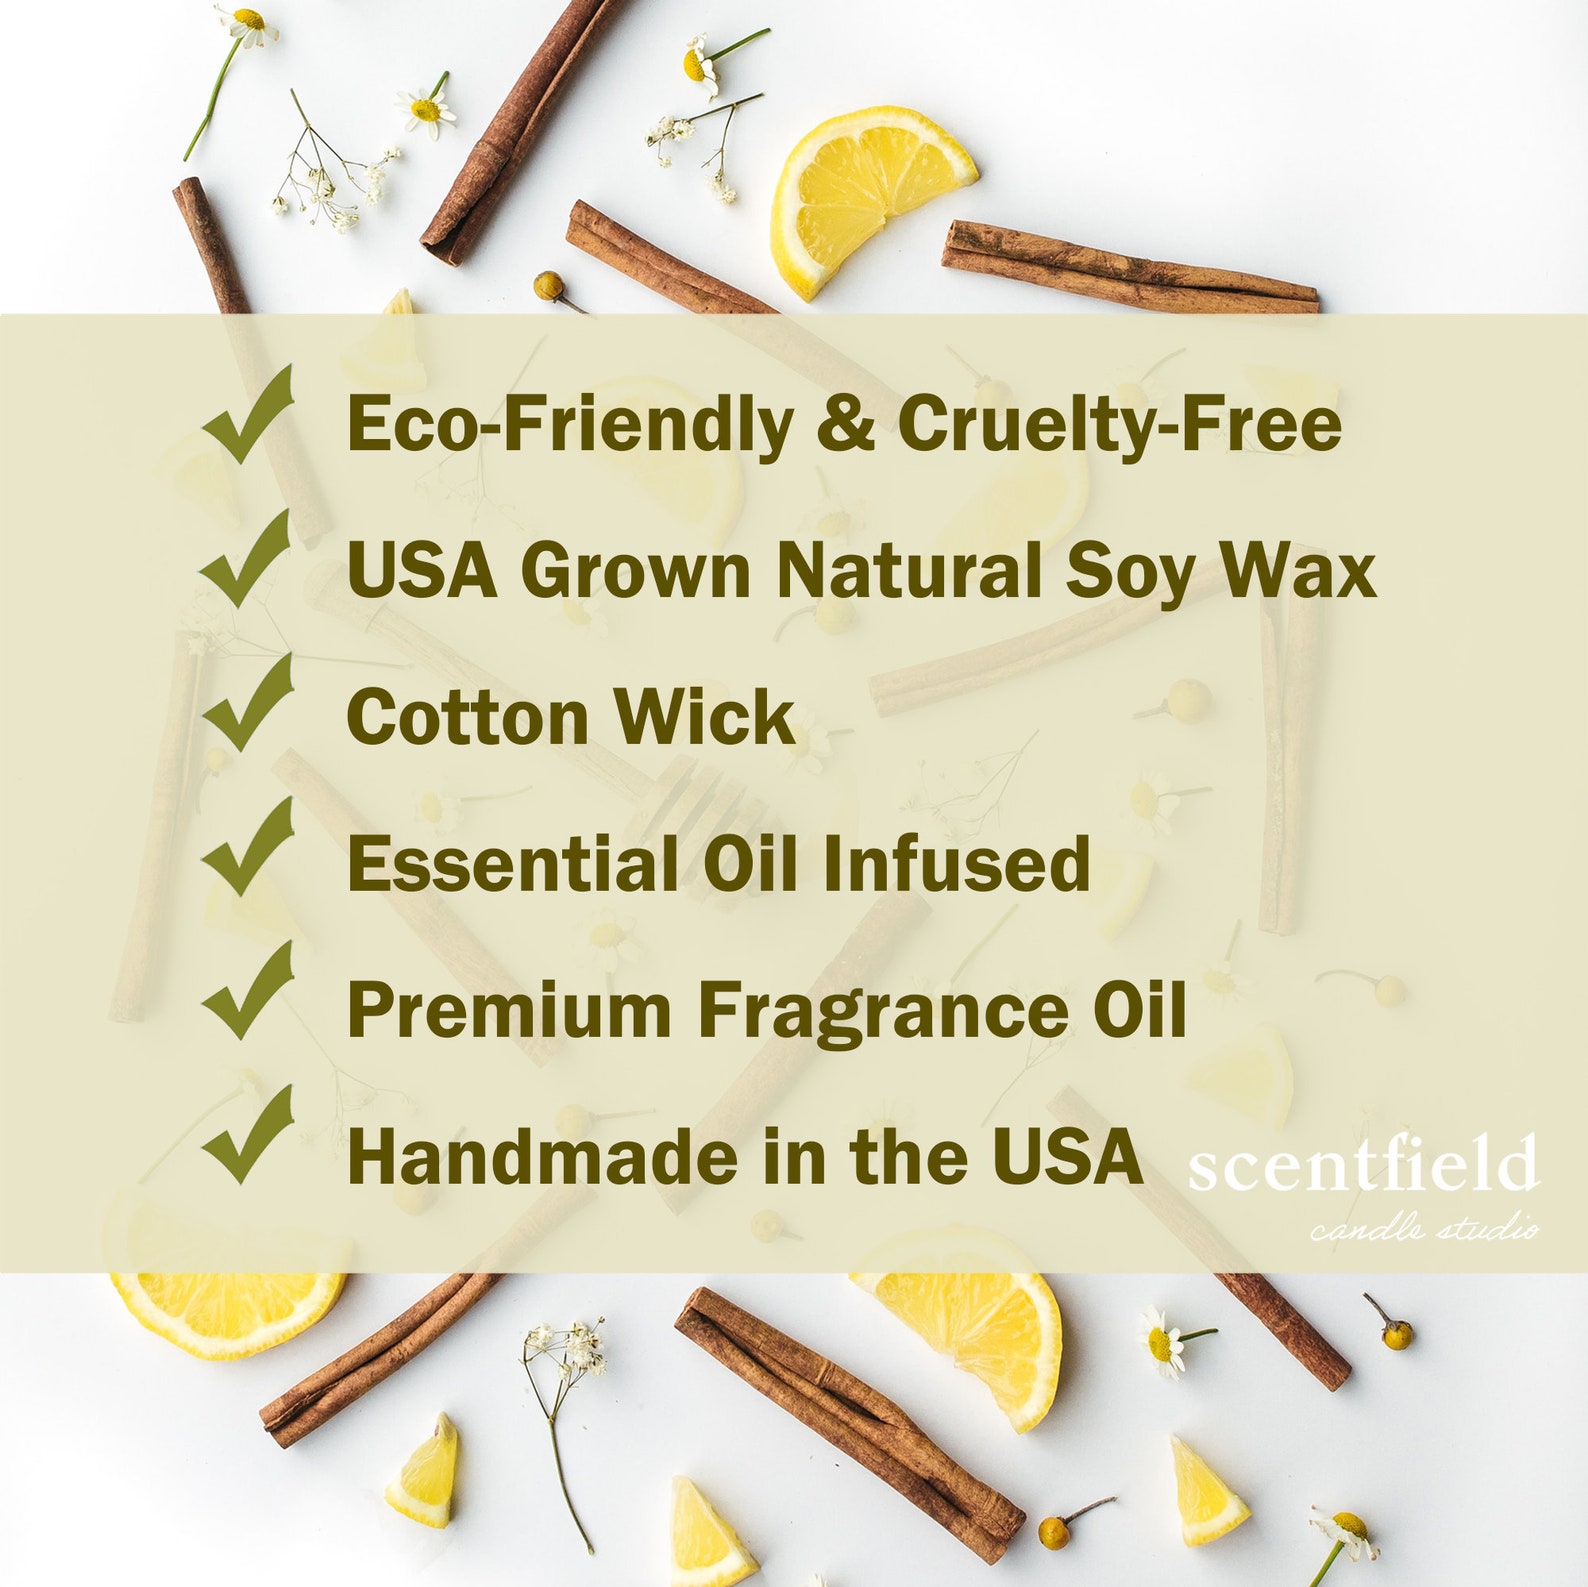 Eco-Friendly & Cruelty-Free
USA Grown Natural Soy Wax
Cotton Wick
Essential Oil Infused
Premium Fragrance Oil
Handmade in the USA
scentfield
candle studio